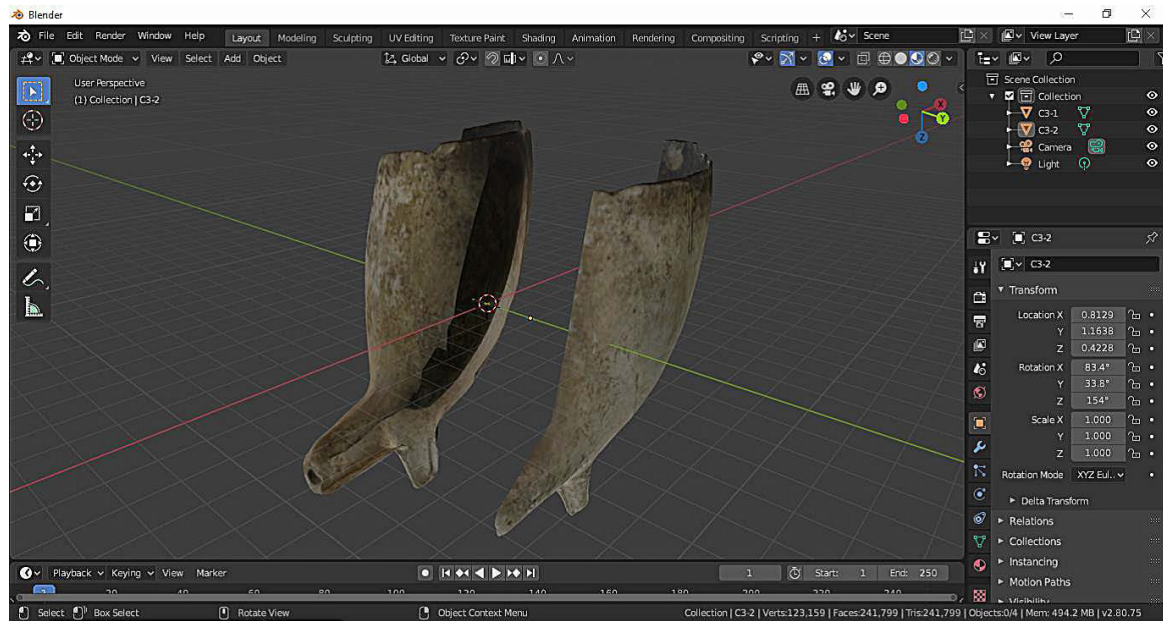 Blender
File Edit Render Window Help Layout Modeling Sculpting UV Editing Texture Paint Shading Animation Rendering Compositing Scripting + Scene View Layer
Object Mode View Select Add Object Global
User Perspective
(1) Collection | C3-2
X
Y
Z
Scene Collection
Collection
C3-1
C3-2
Camera
Light
C3-2
C3-2
Transform
Location X 0.8129
Y 1.1638
Z 0.4228
Rotation X 83.4°
Y 33.8°
Z 154°
Scale X 1.000
Y 1.000
Z 1.000
Rotation Mode XYZ Eul..
Delta Transform
Relations
Collections
Instancing
Motion Paths
Visibility
Playback Keying View Marker 1 Start: 1 End: 250
20 40 60 80 100 120 140 160 180 200 220 240
Select Box Select Rotate View Object Context Menu Collection | C3-2 | Verts:123,159 | Faces:241,799 | Tris:241,799 | Objects:0/4 | Mem: 494.2 MB | v2.80.75